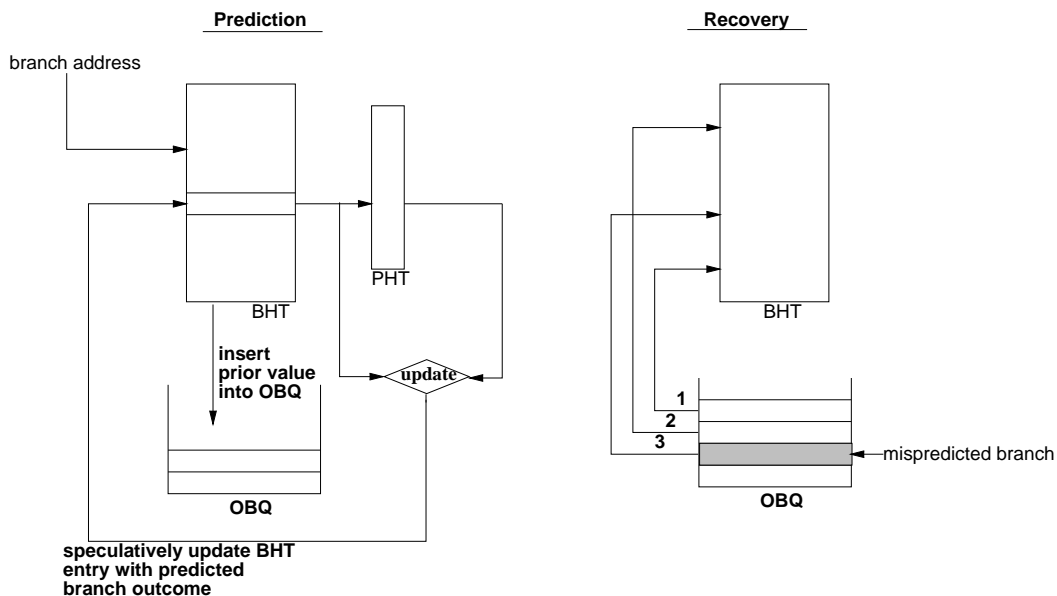 Prediction
branch address
BHT
PHT
insert
prior value
into OBQ
update
OBQ
speculatively update BHT
entry with predicted
branch outcome
Recovery
BHT
1
2
3
mispredicted branch
OBQ